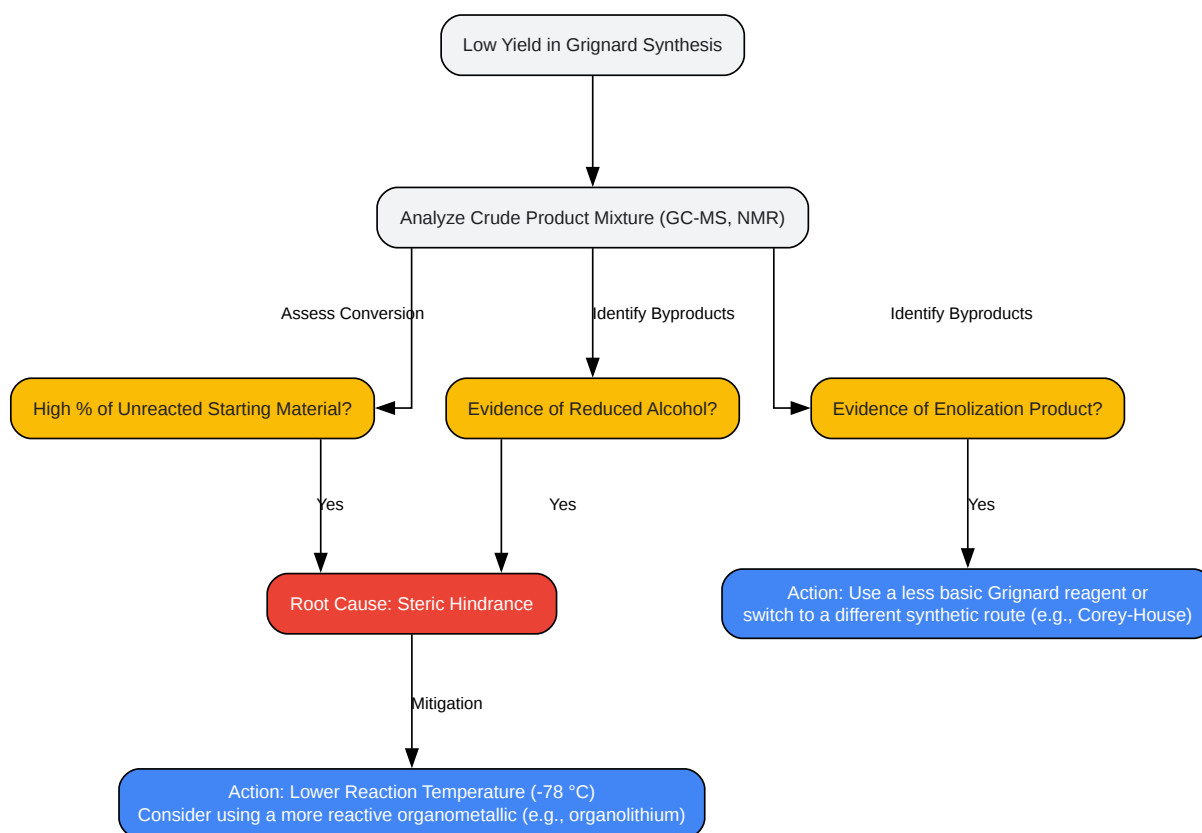 Low Yield in Grignard Synthesis
Analyze Crude Product Mixture (GC-MS, NMR)
Assess Conversion
Identify Byproducts
Identify Byproducts
High % of Unreacted Starting Material?
Evidence of Reduced Alcohol?
Evidence of Enolization Product?
Yes
Yes
Yes
Root Cause: Steric Hindrance
Action: Use a less basic Grignard reagent or
switch to a different synthetic route (e.g., Corey-House)
Mitigation
Action: Lower Reaction Temperature (-78 °C)
Consider using a more reactive organometallic (e.g., organolithium)